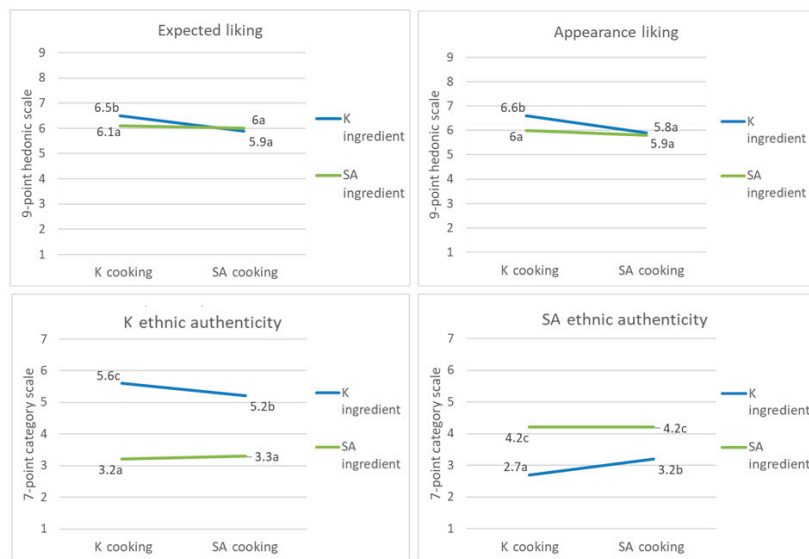 Expected liking
9-point hedonic scale
9
8
7
6
5
4
3
2
1
6.5b
6.1a
6a
5.9a
K cooking
SA cooking
K
ingredient
SA
ingredient
Appearance liking
9-point hedonic scale
9
8
7
6
5
4
3
2
1
6.6b
6a
5.8a
5.9a
K cooking
SA cooking
K
ingredient
SA
ingredient
K ethnic authenticity
7-point category scale
7
6
5
4
3
2
1
5.6c
5.2b
3.2a
3.3a
K cooking
SA cooking
K
ingredient
SA
ingredient
SA ethnic authenticity
7-point category scale
7
6
5
4
3
2
1
4.2c
4.2c
2.7a
3.2b
K cooking
SA cooking
K
ingredient
SA
ingredient